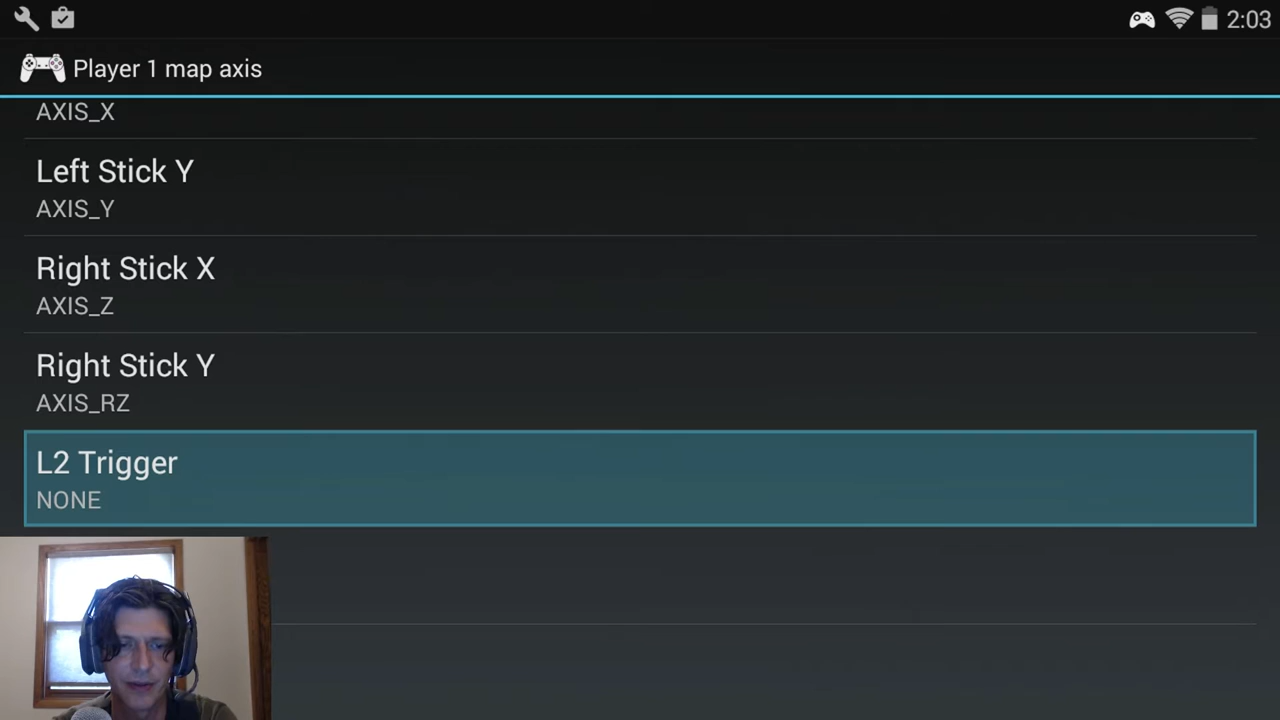 2:03
Player 1 map axis
AXIS_X
Left Stick Y
AXIS_Y
Right Stick X
AXIS_Z
Right Stick Y
AXIS_RZ
L2 Trigger
NONE